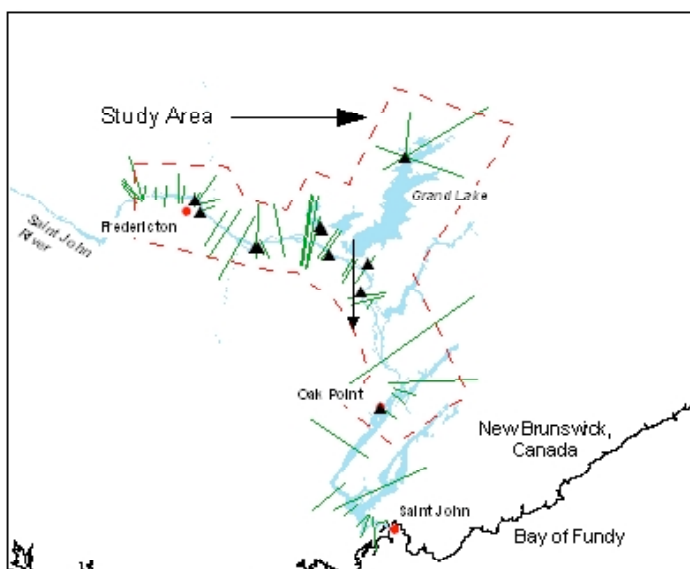 Study Area
Grand Lake
Saint John
River
Fredericton
Oak Point
New Brunswick,
Canada
Saint John
Bay of Fundy